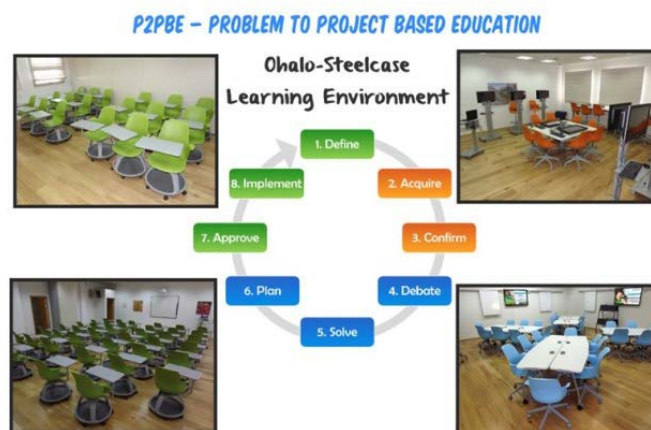 P2PBE – PROBLEM TO PROJECT BASED EDUCATION
Ohalo-Steelcase
Learning Environment
1. Define
2. Acquire
3. Confirm
4. Debate
5. Solve
6. Plan
7. Approve
8. Implement